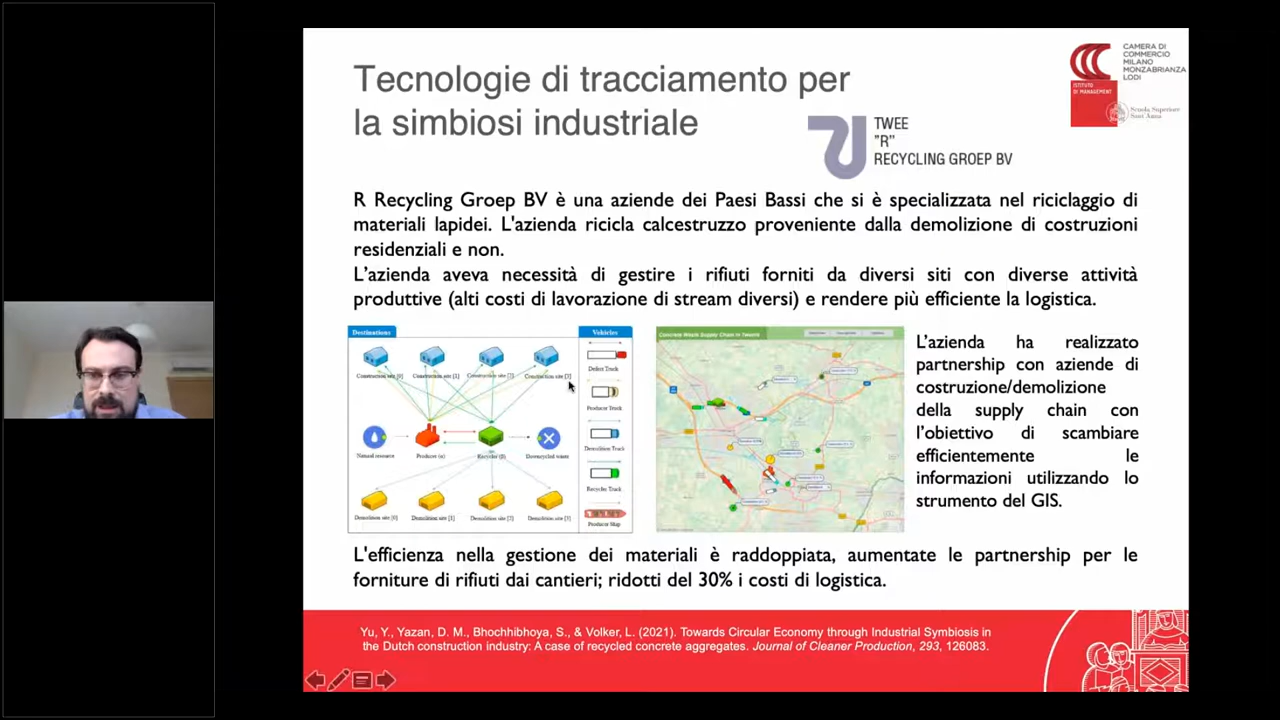 Tecnologie di tracciamento per
la simbiosi industriale
CAMERA DI
COMMERCIO
MILANO
MONZABRIANZA
LODI
ISTITUTO
DI MANAGEMENT
Scuola Superiore
Sant'Anna
TWEE
"R"
RECYCLING GROEP BV
R Recycling Groep BV è una aziende dei Paesi Bassi che si è specializzata nel riciclaggio di
materiali lapidei. L'azienda ricicla calcestruzzo proveniente dalla demolizione di costruzioni
residenziali e non.
L'azienda aveva necessità di gestire i rifiuti forniti da diversi siti con diverse attività
produttive (alti costi di lavorazione di stream diversi) e rendere più efficiente la logistica.
Destinations
Vehicles
Construction site [0]
Construction site [1]
Construction site [2]
Construction site [3]
Defect Truck
Producer Truck
Demolition Truck
Natural resource
Producer (α)
Recycler (β)
Downcycled waste
Recycler Truck
Demolition site [0]
Demolition site [1]
Demolition site [2]
Demolition site [3]
Producer Ship
Concrete Waste Supply Chain in Twente
L'azienda ha realizzato
partnership con aziende di
costruzione/demolizione
della supply chain con
l'obiettivo di scambiare
efficientemente le
informazioni utilizzando lo
strumento del GIS.
L'efficienza nella gestione dei materiali è raddoppiata, aumentate le partnership per le
forniture di rifiuti dai cantieri; ridotti del 30% i costi di logistica.
Yu, Y., Yazan, D. M., Bhochhibhoya, S., & Volker, L. (2021). Towards Circular Economy through Industrial Symbiosis in
the Dutch construction industry: A case of recycled concrete aggregates. Journal of Cleaner Production, 293, 126083.